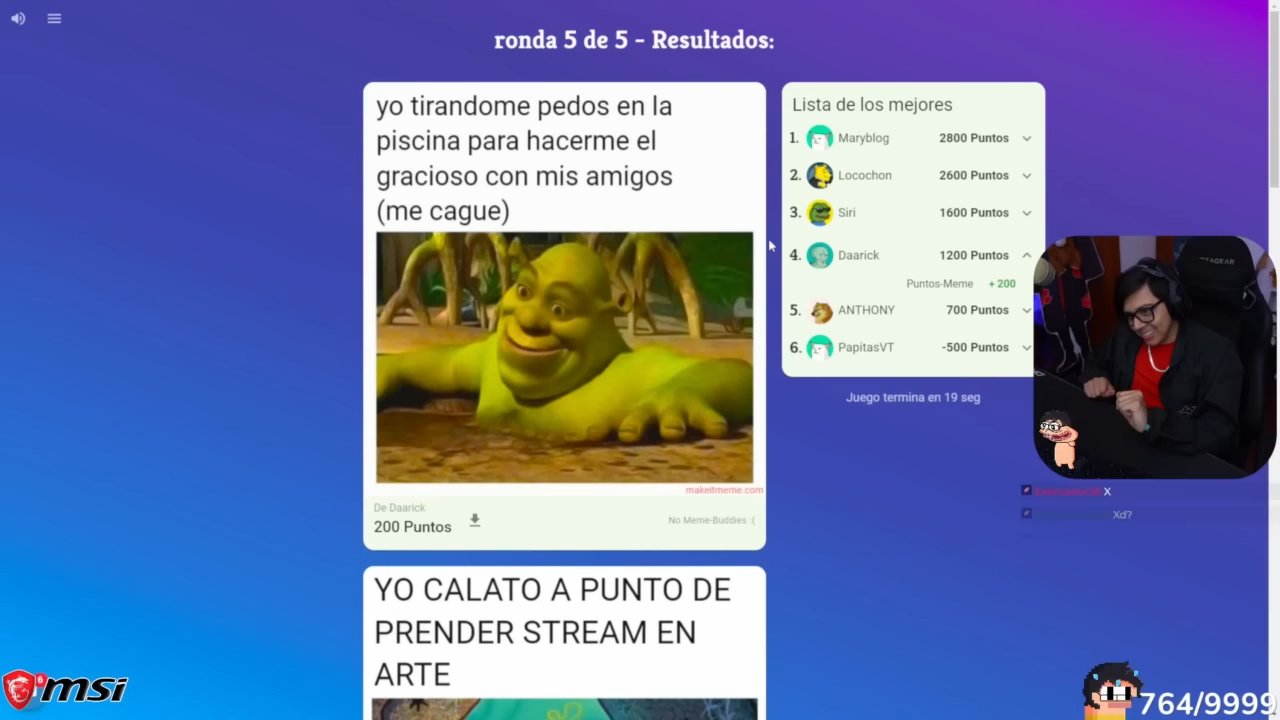 ronda 5 de 5 - Resultados:
yo tirandome pedos en la
piscina para hacerme el
gracioso con mis amigos
(me cague)
makeitmeme.com
De Daarick
200 Puntos
No Meme-Buddies :(
YO CALATO A PUNTO DE
PRENDER STREAM EN
ARTE
Lista de los mejores
1. Maryblog 2800 Puntos
2. Locochon 2600 Puntos
3. Siri 1600 Puntos
4. Daarick 1200 Puntos
Puntos-Meme + 200
5. ANTHONY 700 Puntos
6. PapitasVT -500 Puntos
Juego termina en 19 seg
X
Xd?
msi
764/9999